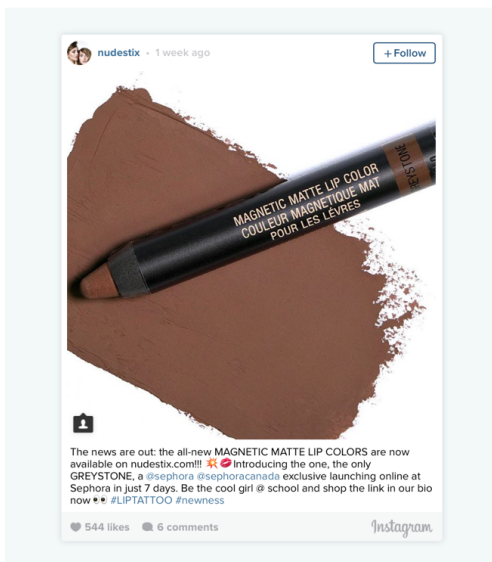 nudestix • 1 week ago
+ Follow
GREYSTONE
MAGNETIC MATTE LIP COLOR
COULEUR MAGNETIQUE MAT
POUR LES LÈVRES
The news are out: the all-new MAGNETIC MATTE LIP COLORS are now
available on nudestix.com!!! 💥💋Introducing the one, the only
GREYSTONE, a @sephora @sephoracanada exclusive launching online at
Sephora in just 7 days. Be the cool girl @ school and shop the link in our bio
now 👀 #LIPTATTOO #newness
544 likes 6 comments
Instagram